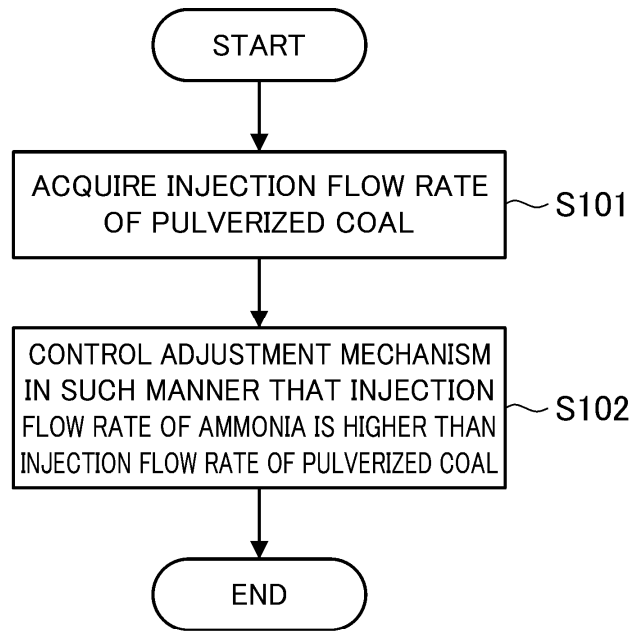 START
ACQUIRE INJECTION FLOW RATE
OF PULVERIZED COAL
S101
CONTROL ADJUSTMENT MECHANISM
IN SUCH MANNER THAT INJECTION
FLOW RATE OF AMMONIA IS HIGHER THAN
INJECTION FLOW RATE OF PULVERIZED COAL
S102
END